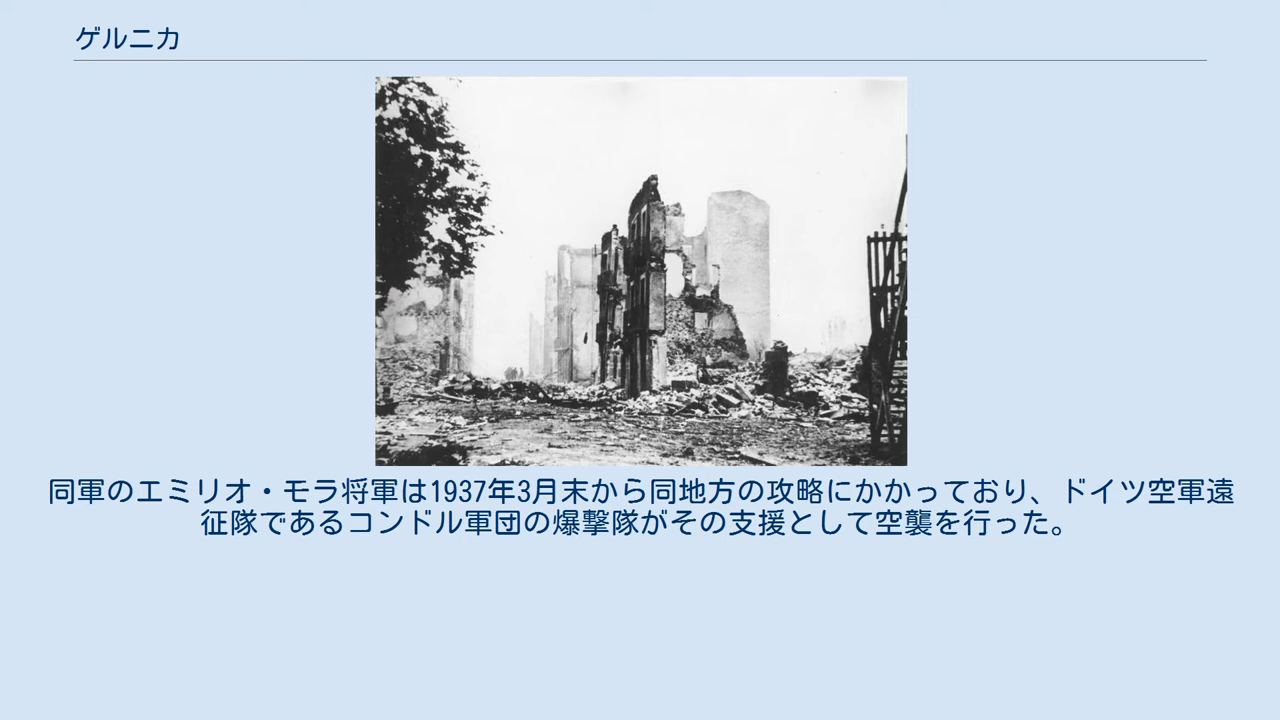 ゲルニカ
同軍のエミリオ・モラ将軍は1937年3月末から同地方の攻略にかかっており、ドイツ空軍遠
征隊であるコンドル軍団の爆撃隊がその支援として空襲を行った。